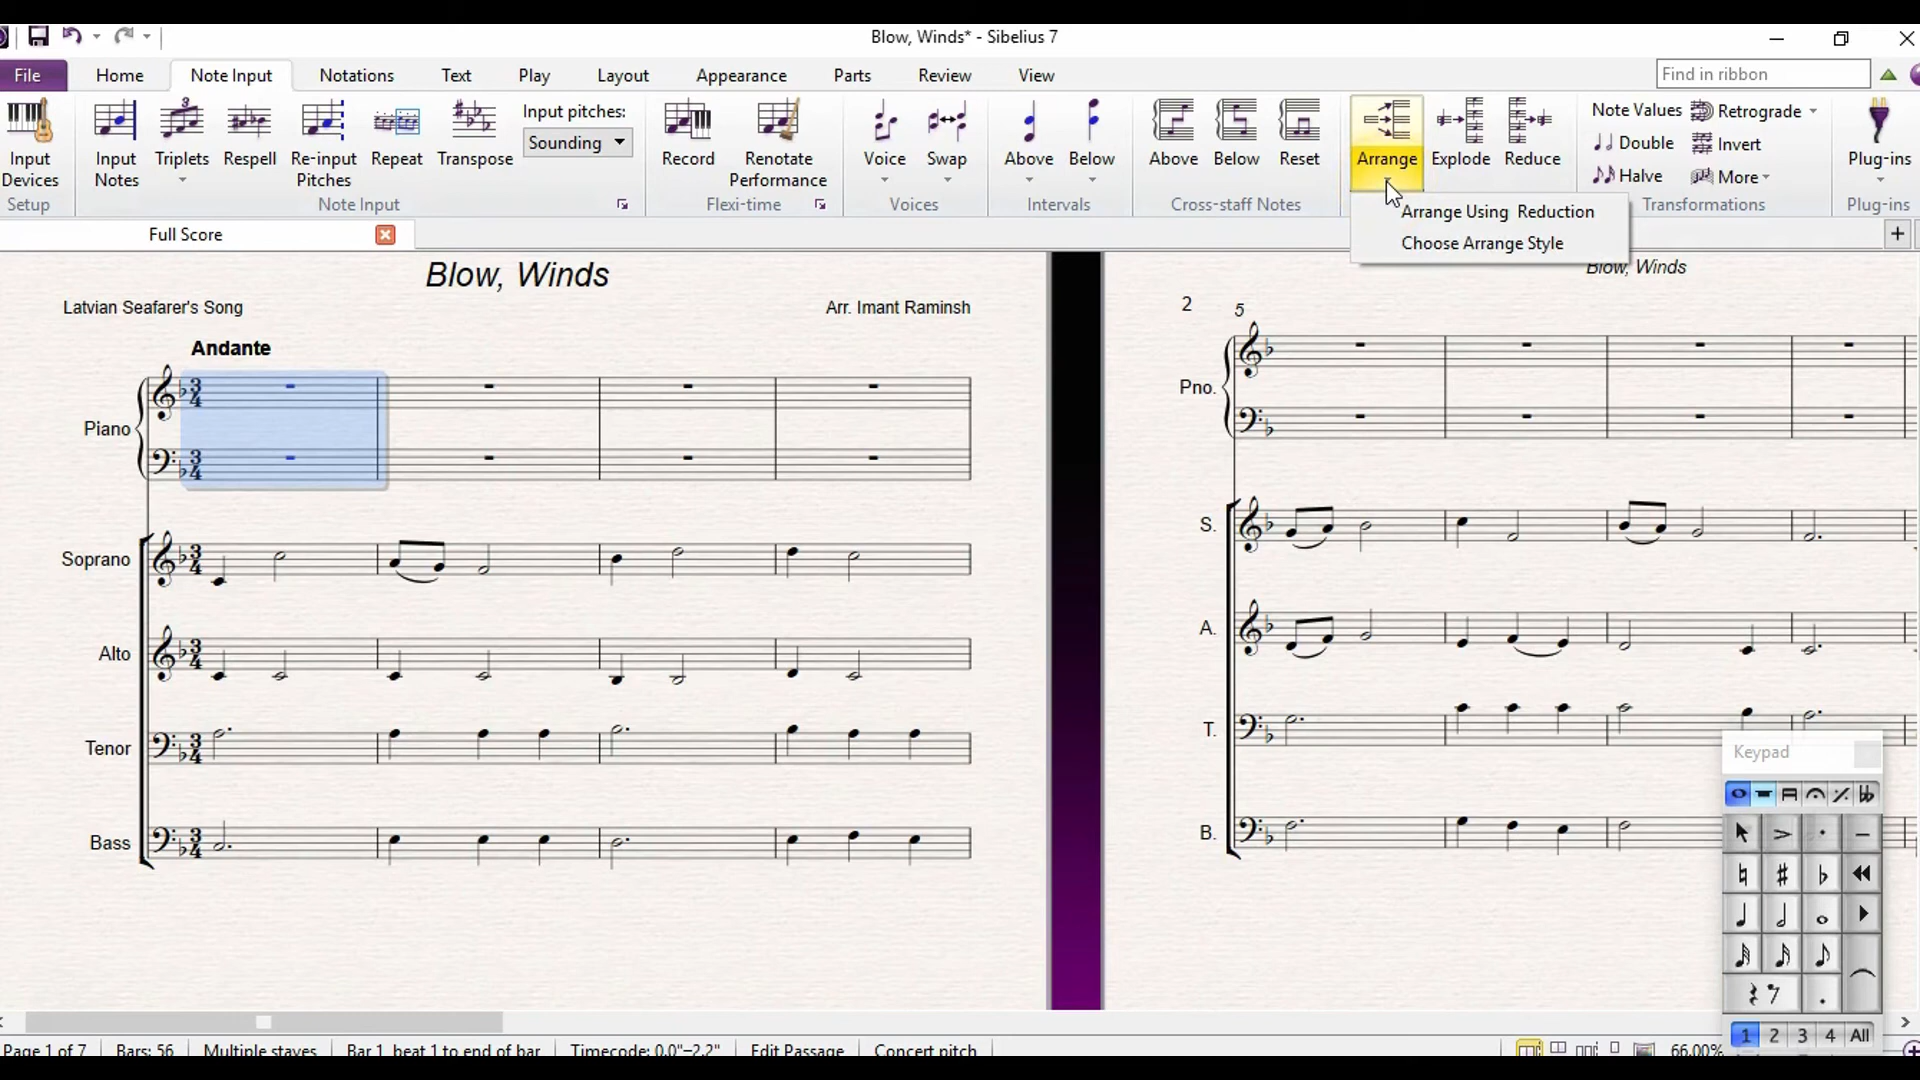 Blow, Winds* - Sibelius 7
File Home Note Input Notations Text Play Layout Appearance Parts Review View Find in ribbon
Input Devices
Input Notes
Triplets
Respell
Re-input Pitches
Repeat
Transpose
Input pitches:
Sounding
Record
Renotate Performance
Voice
Swap
Above
Below
Above
Below
Reset
Arrange
Explode
Reduce
Note Values
Double
Halve
Retrograde
Invert
More
Plug-ins
Setup
Note Input
Flexi-time
Voices
Intervals
Cross-staff Notes
Transformations
Plug-ins
Arrange Using Reduction
Choose Arrange Style
Full Score
Blow, Winds
Latvian Seafarer's Song
Arr. Imant Raminsh
Andante
Piano
Soprano
Alto
Tenor
Bass
Blow, Winds
2
5
Pno.
S.
A.
T.
B.
Keypad
1 2 3 4 All
Page 1 of 7 Bars: 56 Multiple staves Bar 1, beat 1 to end of bar Timecode: 0.0"–2.2" Edit Passage Concert pitch 66.00%